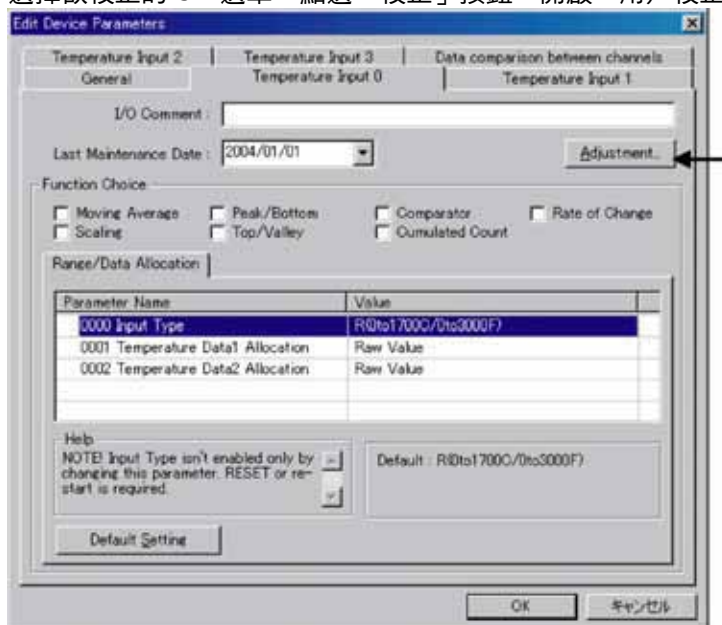 Edit Device Parameters
Temperature Input 2 Temperature Input 3 Data comparison between channels
General Temperature Input 0 Temperature Input 1
I/O Comment :
Last Maintenance Date : 2004/01/01 Adjustment...
Function Choice
Moving Average Peak/Bottom Comparator Rate of Change
Scaling Top/Valley Cumulated Count
Range/Data Allocation
Parameter Name Value
0000 Input Type R(0to1700C/0to3000F)
0001 Temperature Data1 Allocation Raw Value
0002 Temperature Data2 Allocation Raw Value
Help
NOTE! Input Type isn't enabled only by
changing this parameter. RESET or re-
start is required.
Default : R(0to1700C/0to3000F)
Default Setting
OK キャンセル